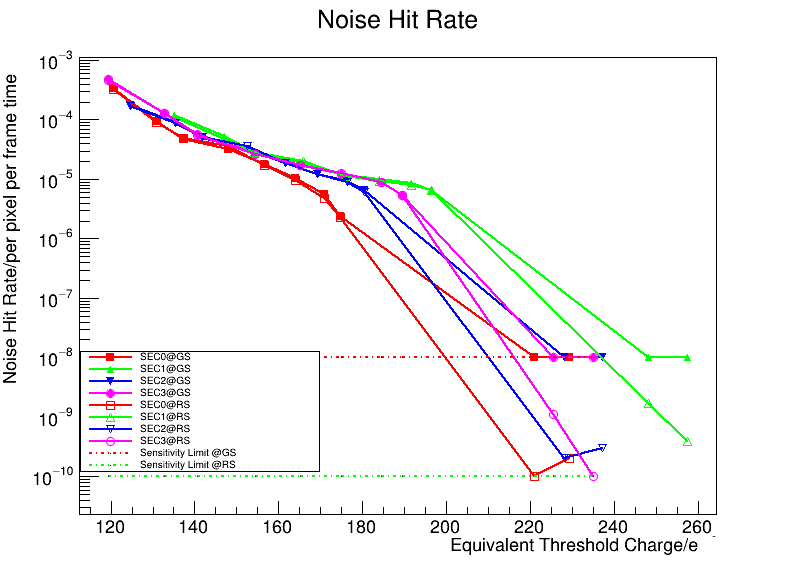 Noise Hit Rate
Noise Hit Rate/per pixel per frame time
10⁻³
10⁻⁴
10⁻⁵
10⁻⁶
10⁻⁷
10⁻⁸
10⁻⁹
10⁻¹⁰
SEC0@GS
SEC1@GS
SEC2@GS
SEC3@GS
SEC0@RS
SEC1@RS
SEC2@RS
SEC3@RS
Sensitivity Limit @GS
Sensitivity Limit @RS
120 140 160 180 200 220 240 260
Equivalent Threshold Charge/e⁻